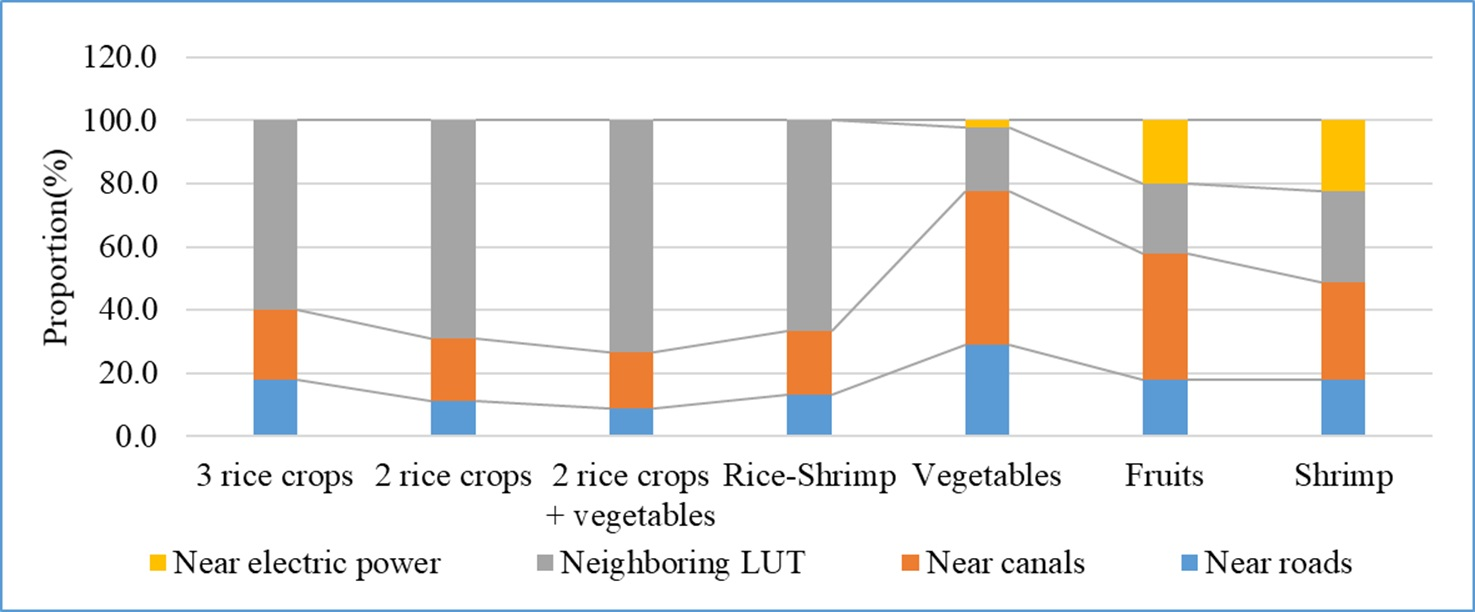 120.0
100.0
80.0
60.0
40.0
20.0
0.0
Proportion(%)
3 rice crops
2 rice crops
2 rice crops
+ vegetables
Rice-Shrimp
Vegetables
Fruits
Shrimp
Near electric power
Neighboring LUT
Near canals
Near roads